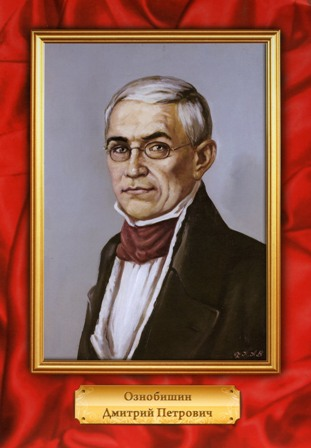 Ознобишин
Дмитрий Петрович